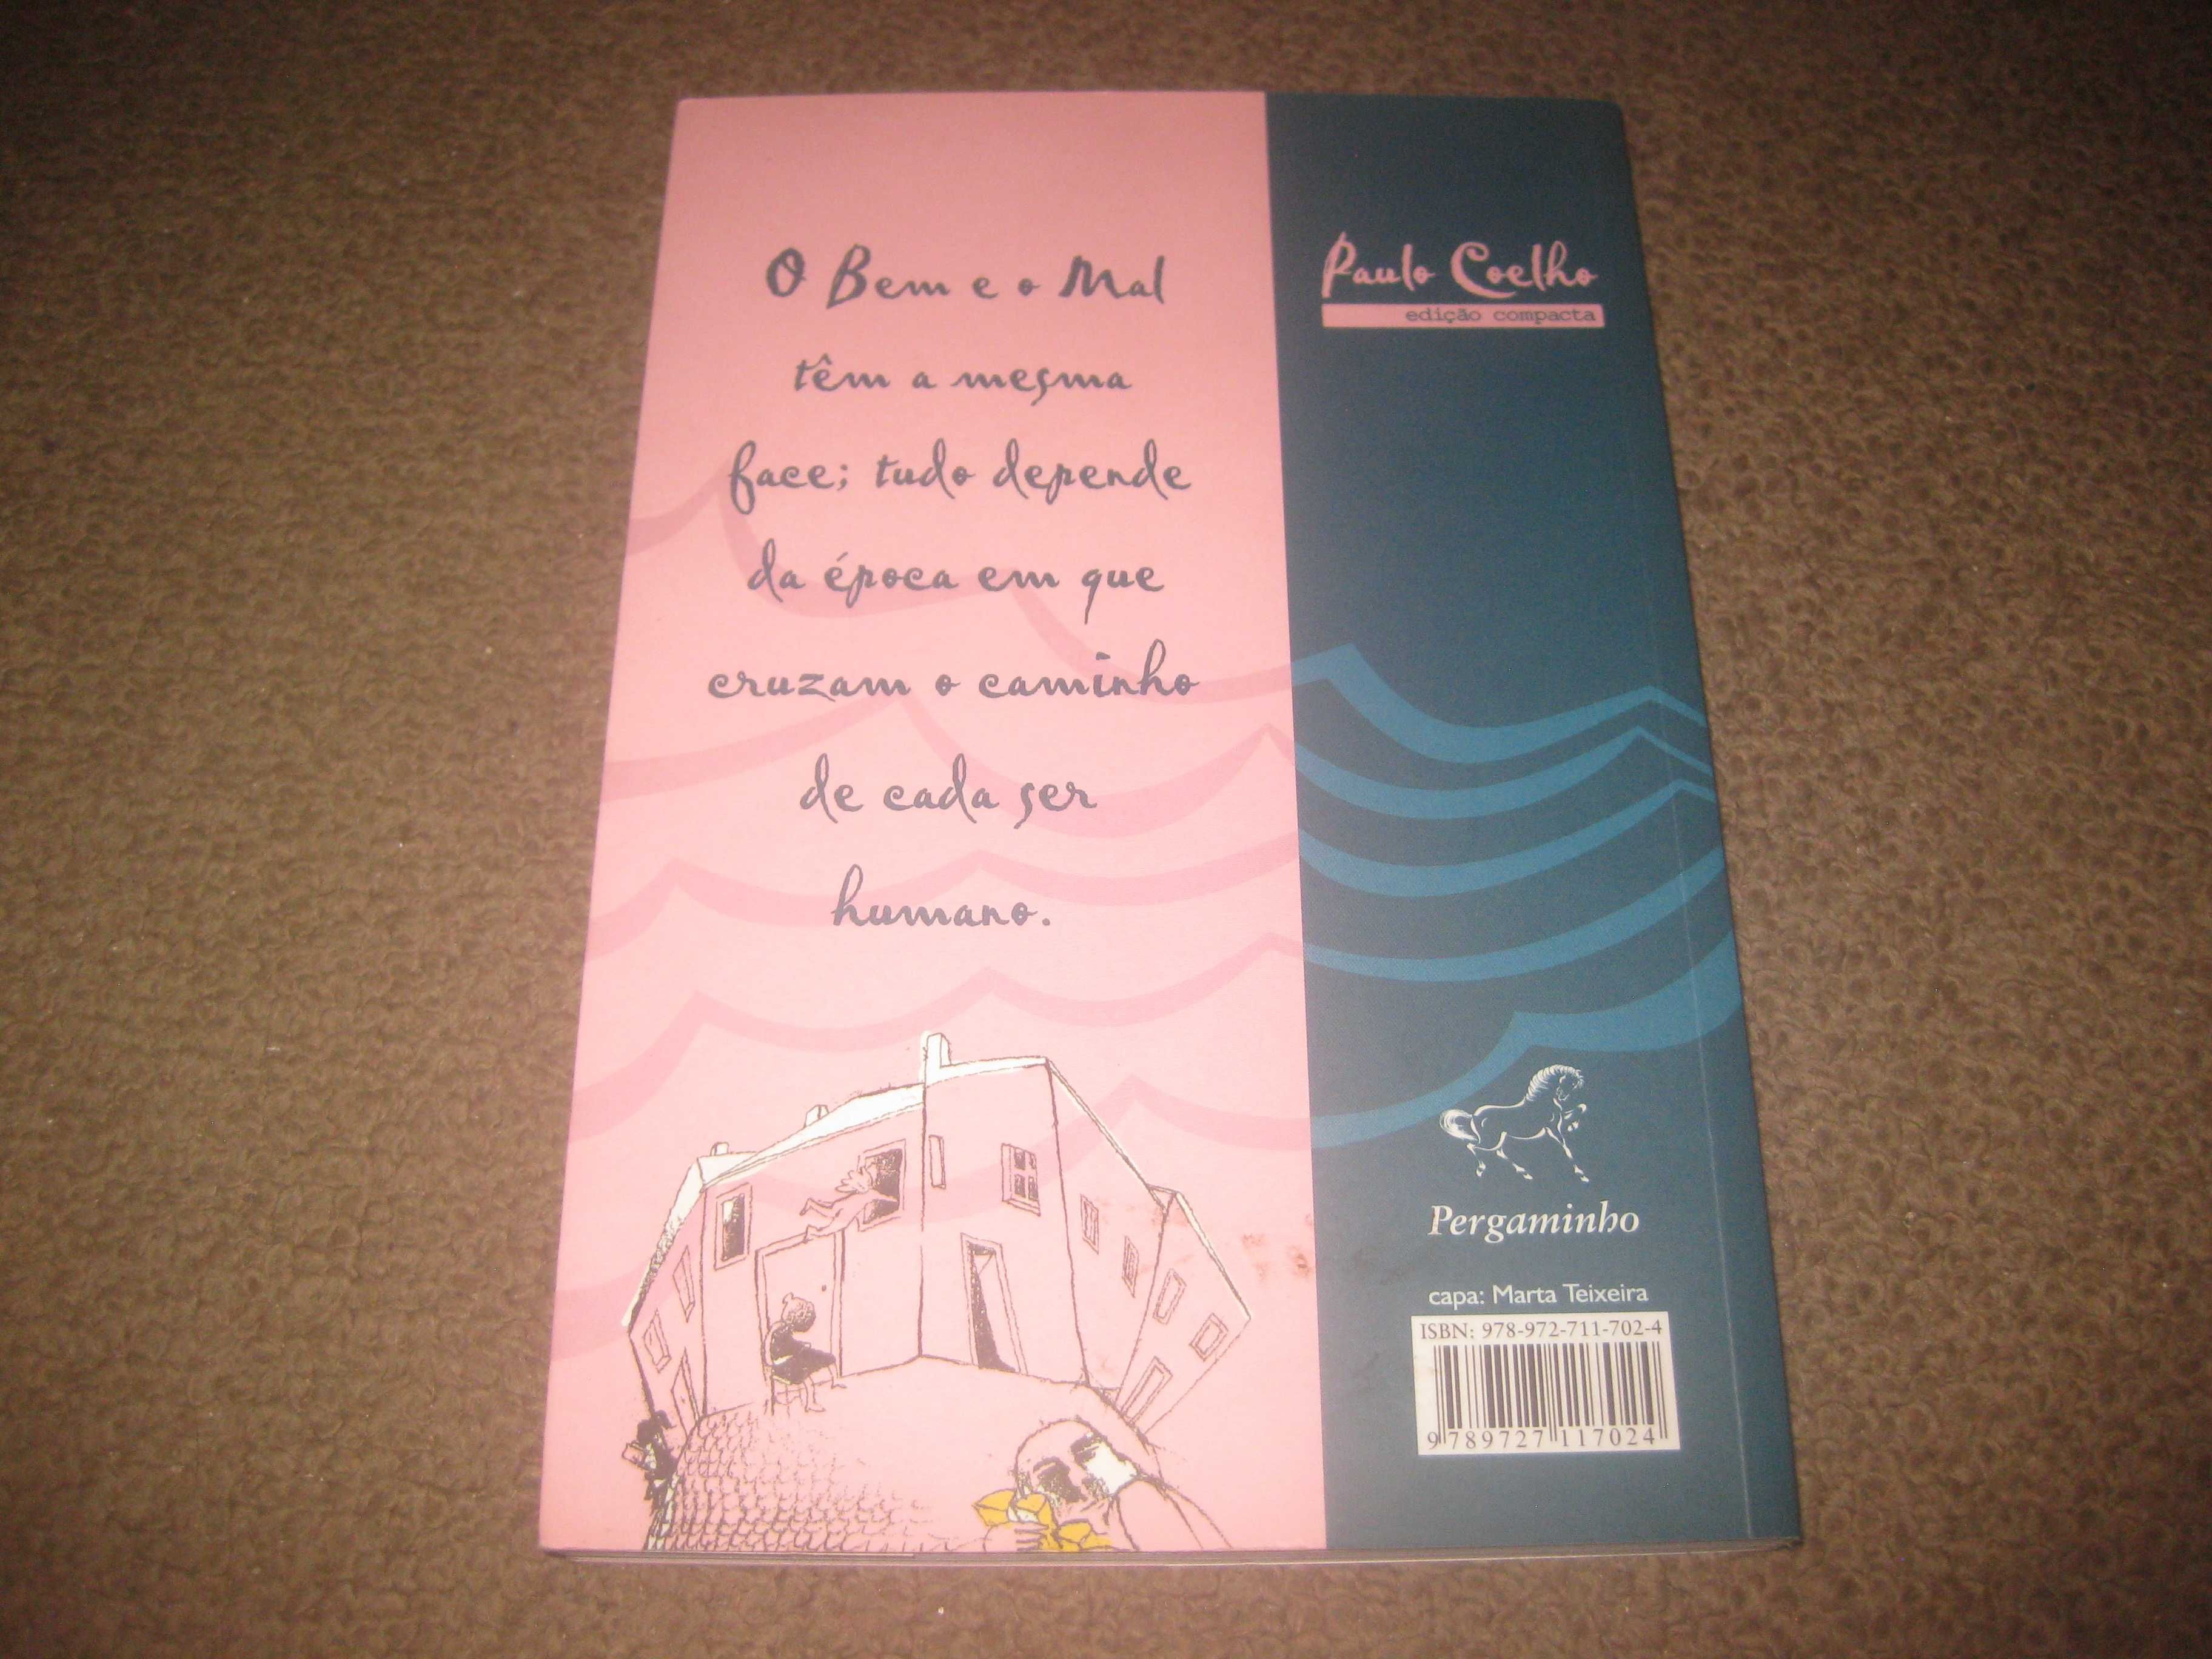 O Bem e o Mal
têm a mesma
face; tudo depende
da época em que
cruzam o caminho
de cada ser
humano.
Paulo Coelho
edição compacta
Pergaminho
capa: Marta Teixeira
ISBN: 978-972-711-702-4
9 789727 117024